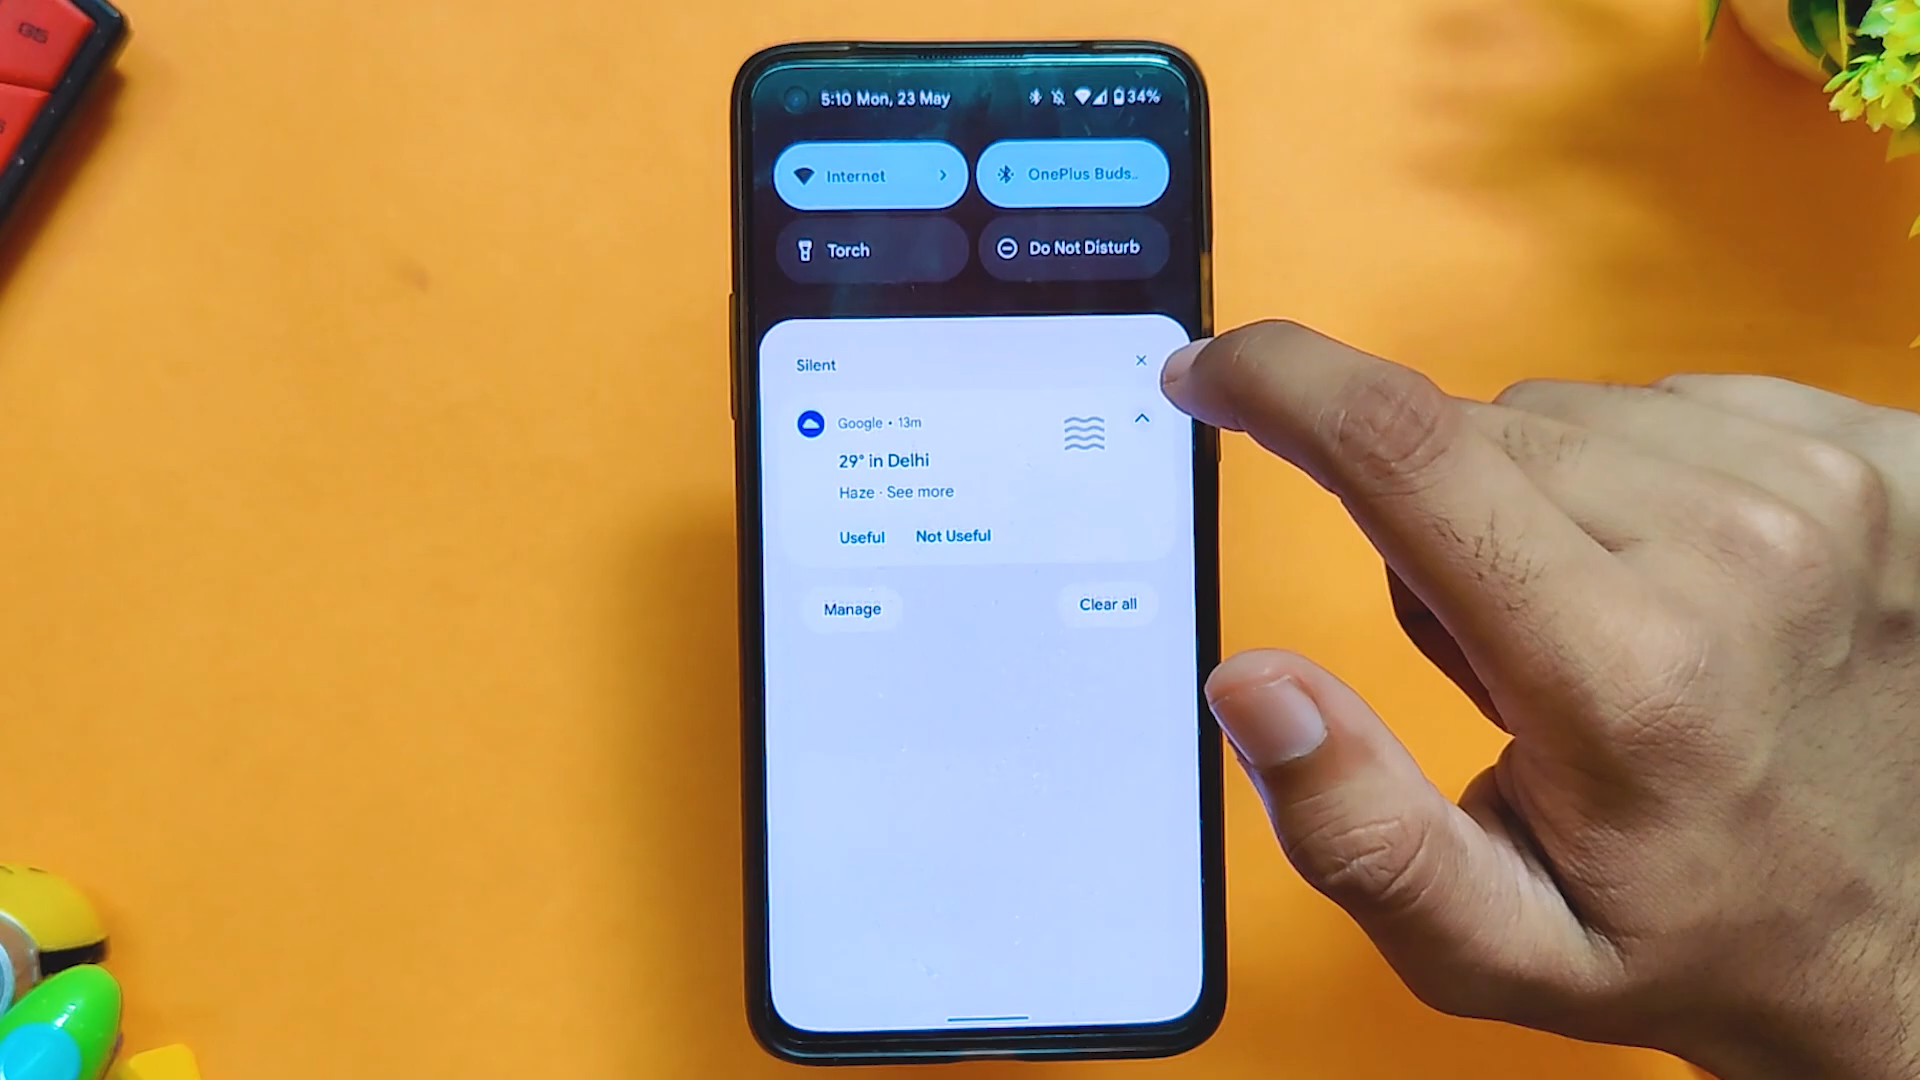 5:10 Mon, 23 May 34%
Internet
OnePlus Buds..
Torch
Do Not Disturb
Silent
Google • 13m
29° in Delhi
Haze · See more
Useful Not Useful
Manage
Clear all